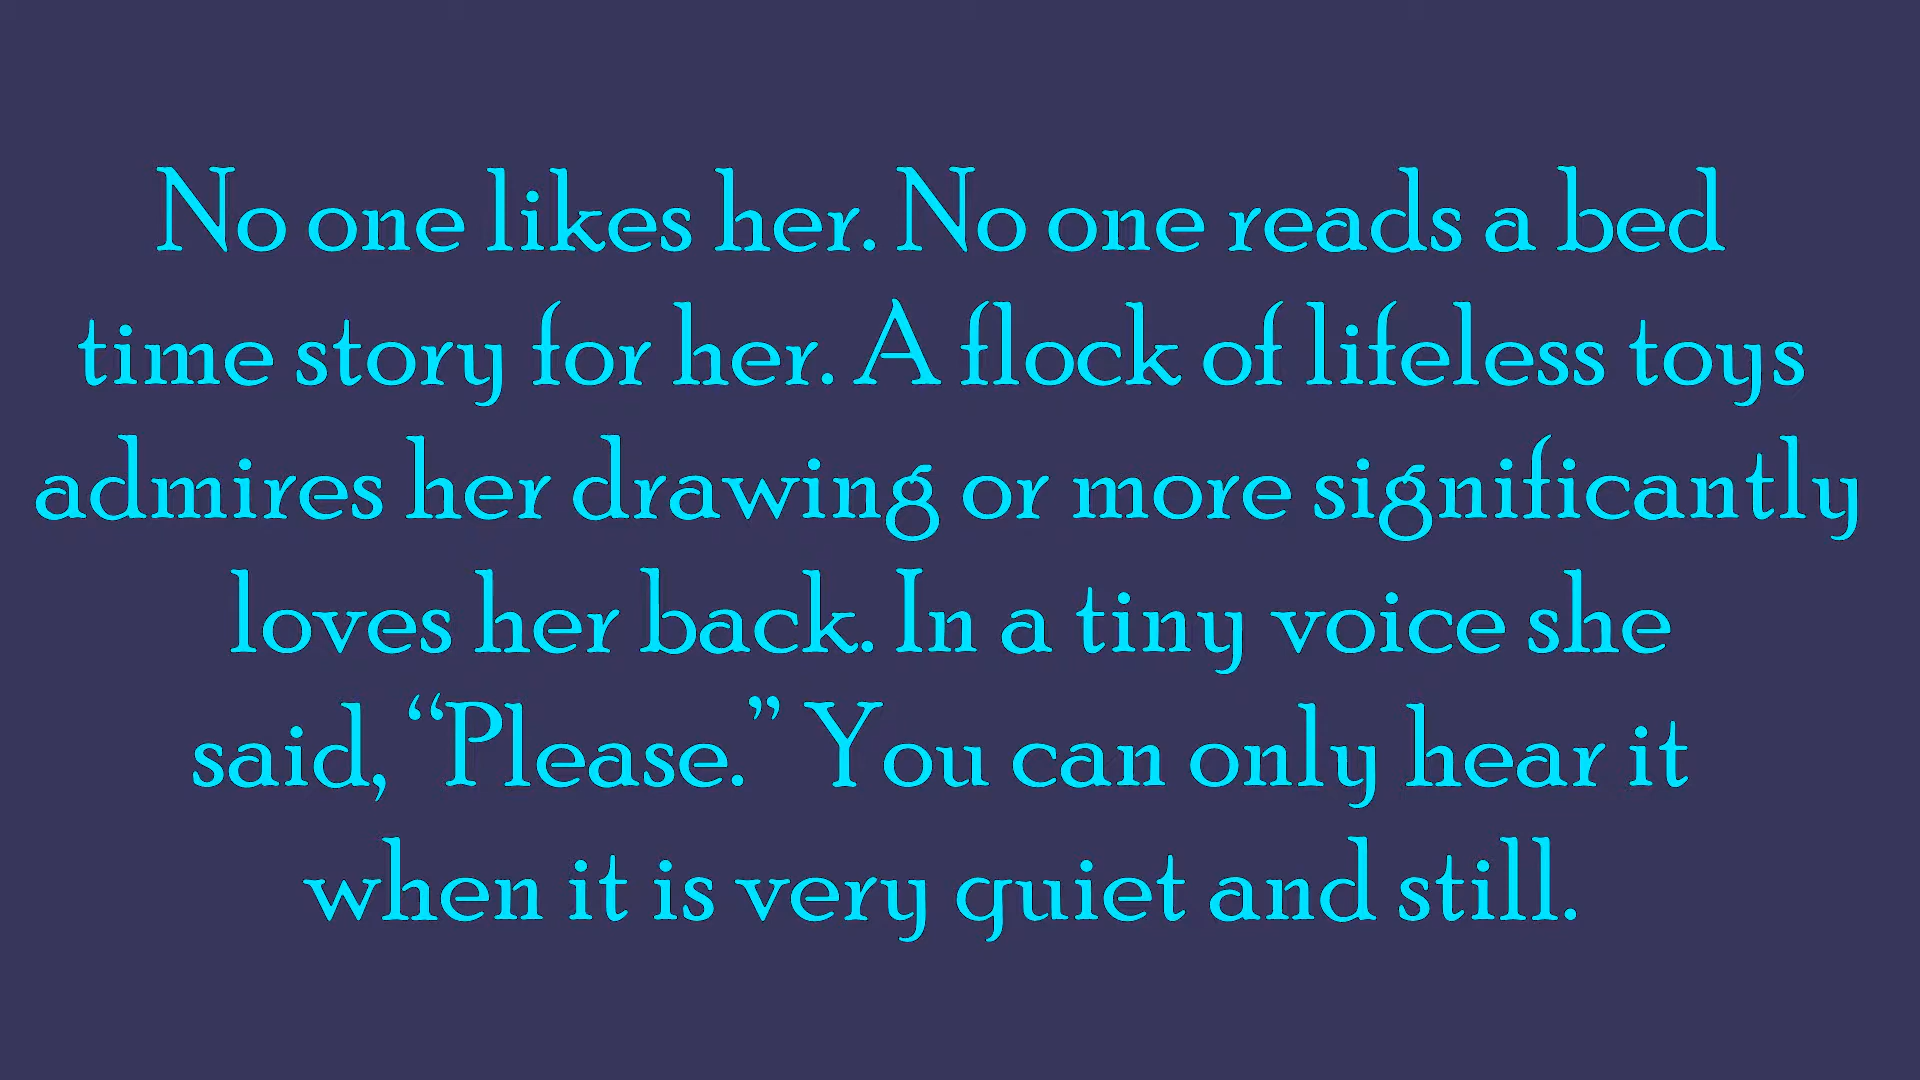 No one likes her. No one reads a bed
time story for her. A flock of lifeless toys
admires her drawing or more significantly
loves her back. In a tiny voice she
said, “Please.” You can only hear it
when it is very quiet and still.